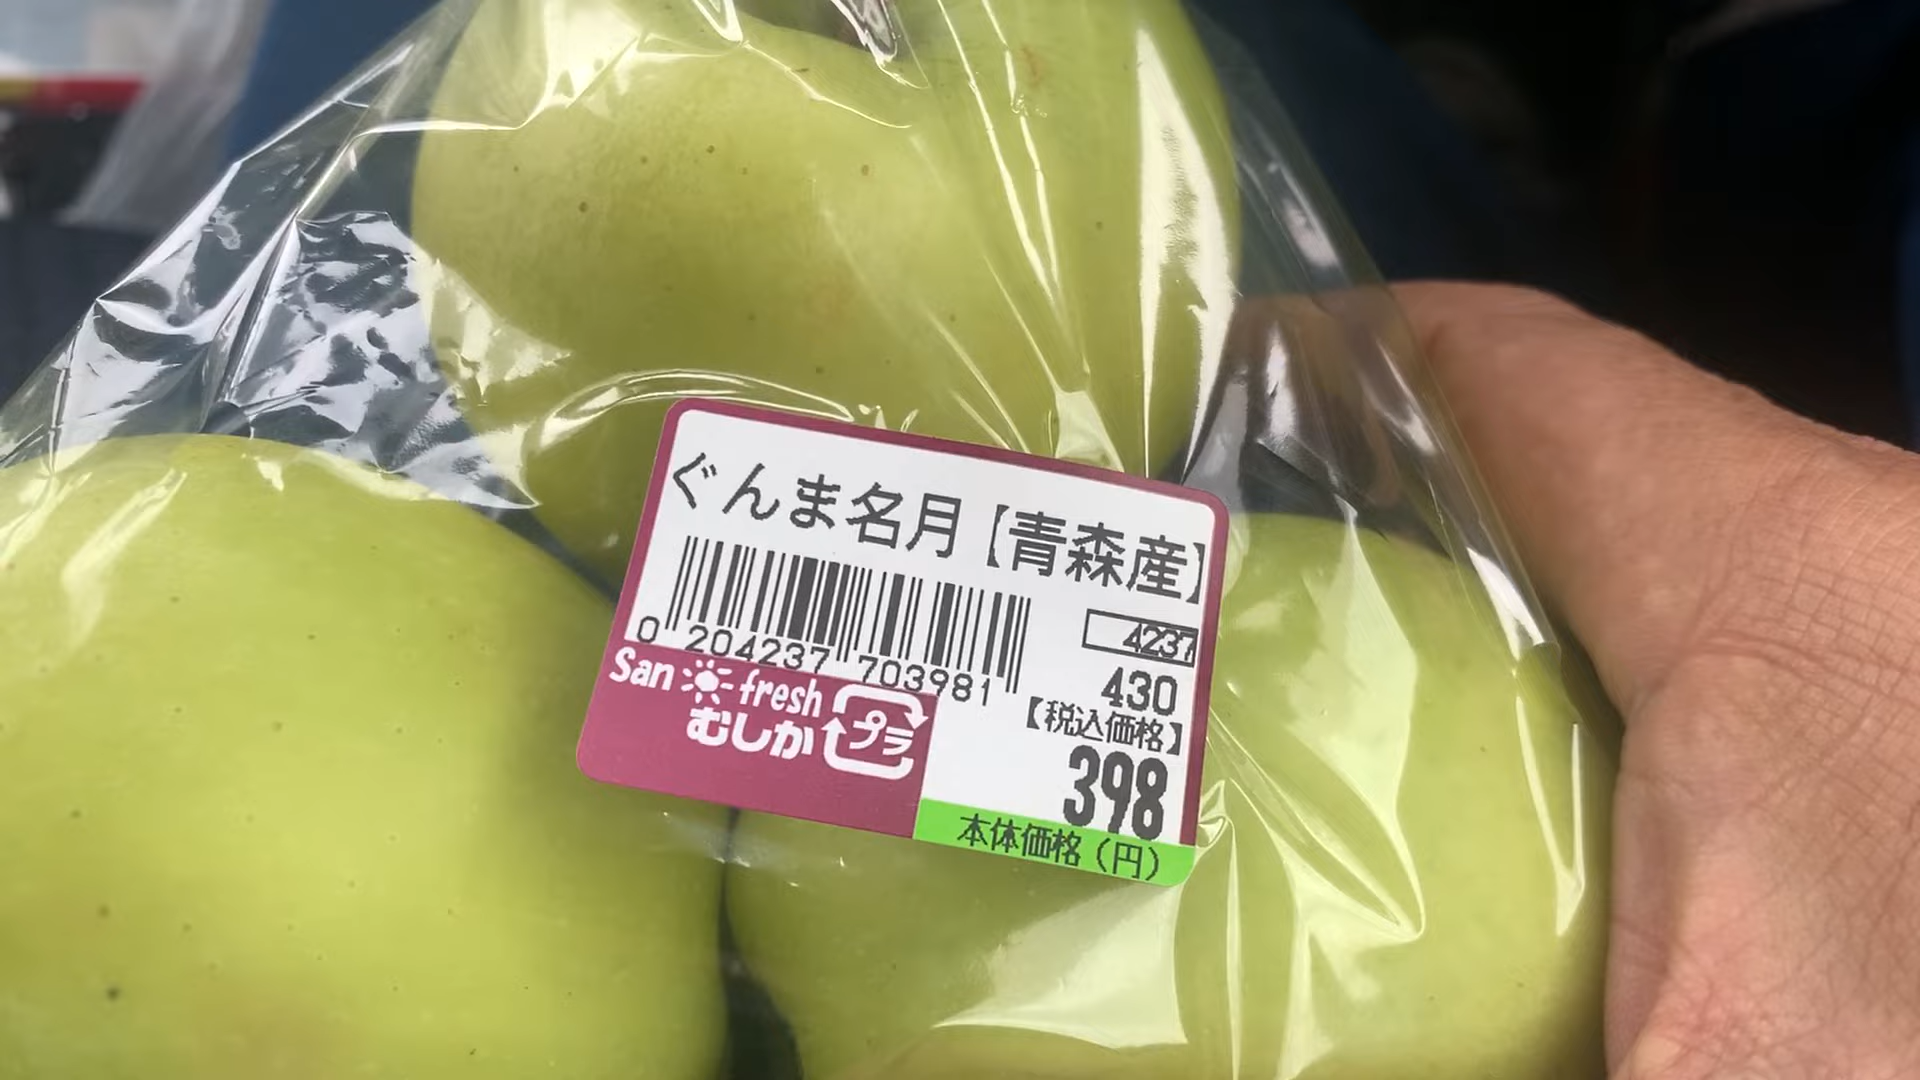 ぐんま名月【青森産】
0 204237 703981
4237
430
【税込価格】
398
本体価格（円）
San fresh
むしか
プラ